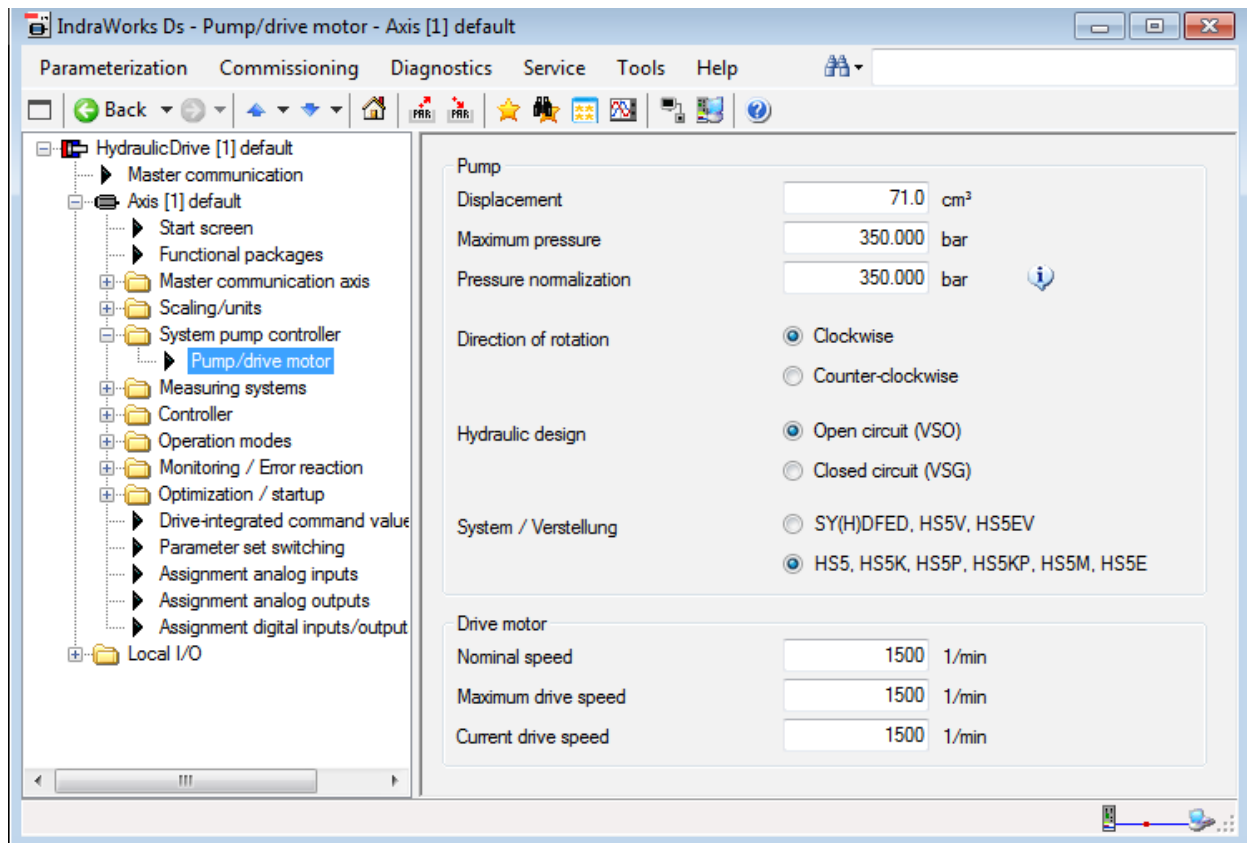 IndraWorks Ds - Pump/drive motor - Axis [1] default
Parameterization Commissioning Diagnostics Service Tools Help
Back PAR PAR
HydraulicDrive [1] default
Master communication
Axis [1] default
Start screen
Functional packages
Master communication axis
Scaling/units
System pump controller
Pump/drive motor
Measuring systems
Controller
Operation modes
Monitoring / Error reaction
Optimization / startup
Drive-integrated command value
Parameter set switching
Assignment analog inputs
Assignment analog outputs
Assignment digital inputs/output
Local I/O
Pump
Displacement 71.0 cm³
Maximum pressure 350.000 bar
Pressure normalization 350.000 bar
Direction of rotation Clockwise
Counter-clockwise
Hydraulic design Open circuit (VSO)
Closed circuit (VSG)
System / Verstellung SY(H)DFED, HS5V, HS5EV
HS5, HS5K, HS5P, HS5KP, HS5M, HS5E
Drive motor
Nominal speed 1500 1/min
Maximum drive speed 1500 1/min
Current drive speed 1500 1/min